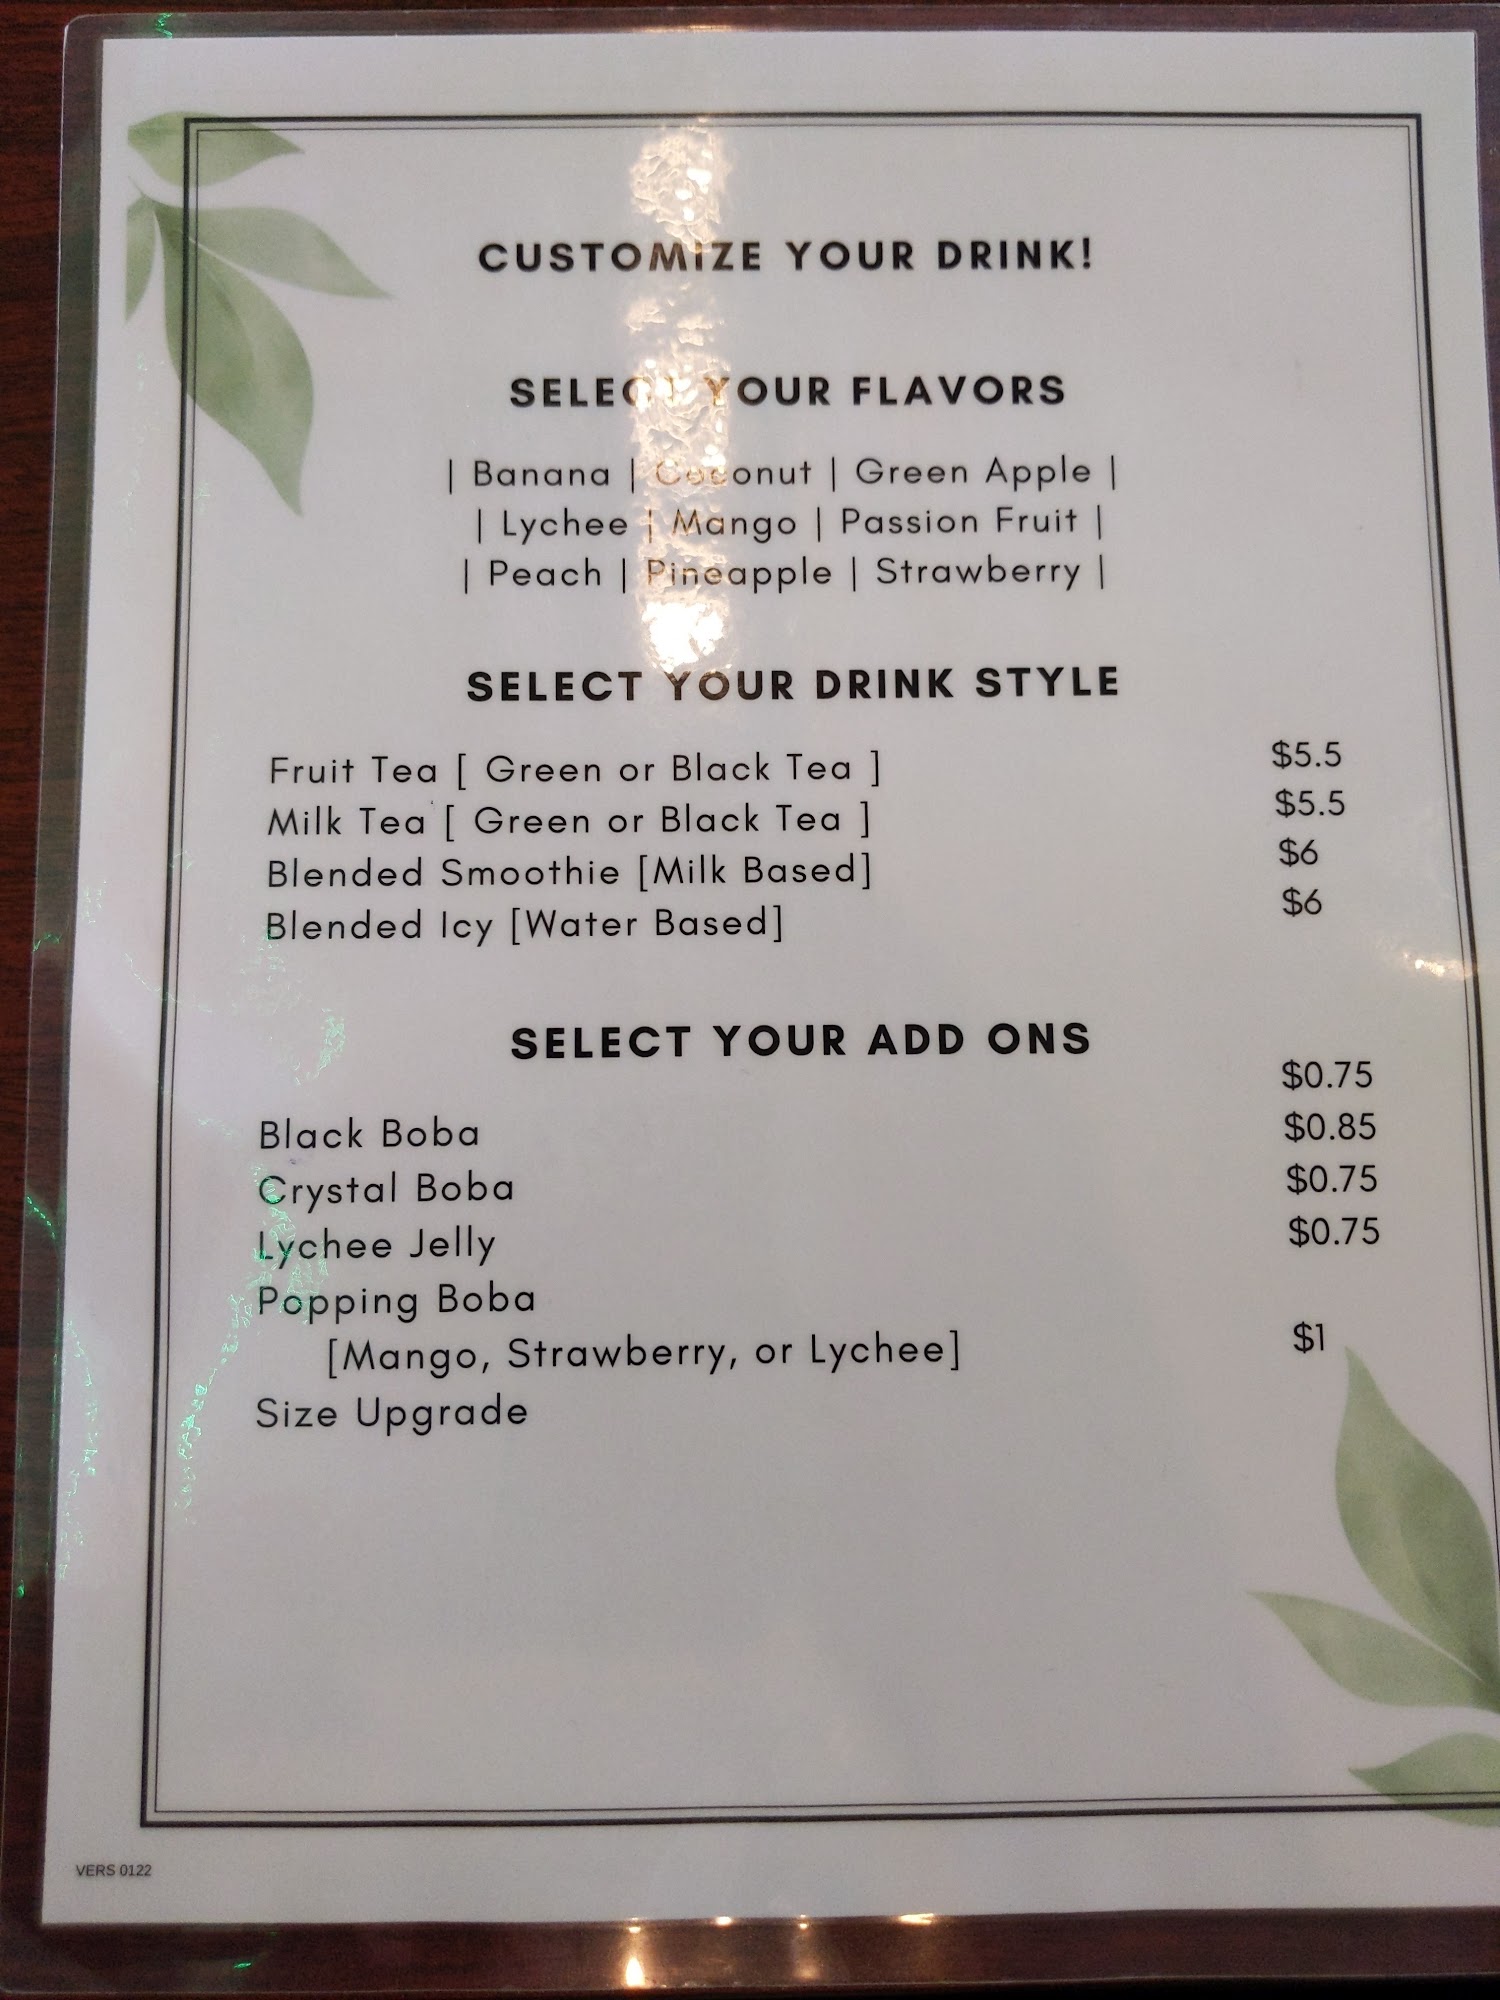 CUSTOMIZE YOUR DRINK!
SELECT YOUR FLAVORS
| Banana | Coconut | Green Apple |
| Lychee | Mango | Passion Fruit |
| Peach | Pineapple | Strawberry |
SELECT YOUR DRINK STYLE
Fruit Tea [ Green or Black Tea ] $5.5
Milk Tea [ Green or Black Tea ] $5.5
Blended Smoothie [Milk Based] $6
Blended Icy [Water Based] $6
SELECT YOUR ADD ONS
Black Boba $0.75
Crystal Boba $0.85
Lychee Jelly $0.75
Popping Boba $0.75
[Mango, Strawberry, or Lychee]
Size Upgrade $1
VERS 0122